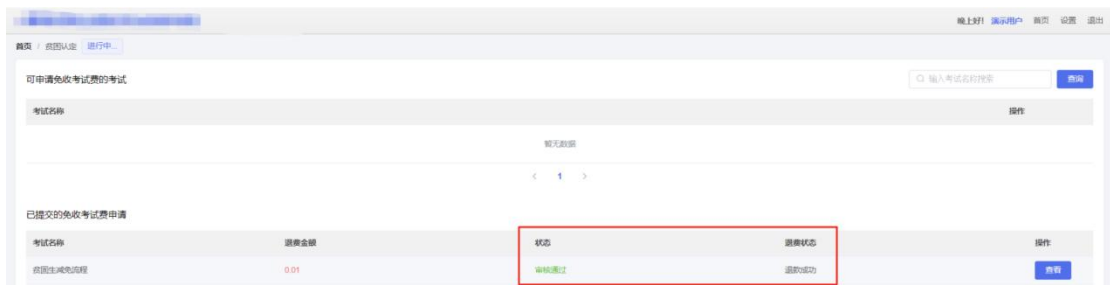 晚上好! 演示用户 首页 设置 退出
首页 / 贫困认定 进行中...
可申请免收考试费的考试 输入考试名称搜索 查询
考试名称 操作
暂无数据
< 1 >
已提交的免收考试费申请
考试名称 退费金额 状态 退费状态 操作
贫困生减免流程 0.01 审核通过 退款成功 查看